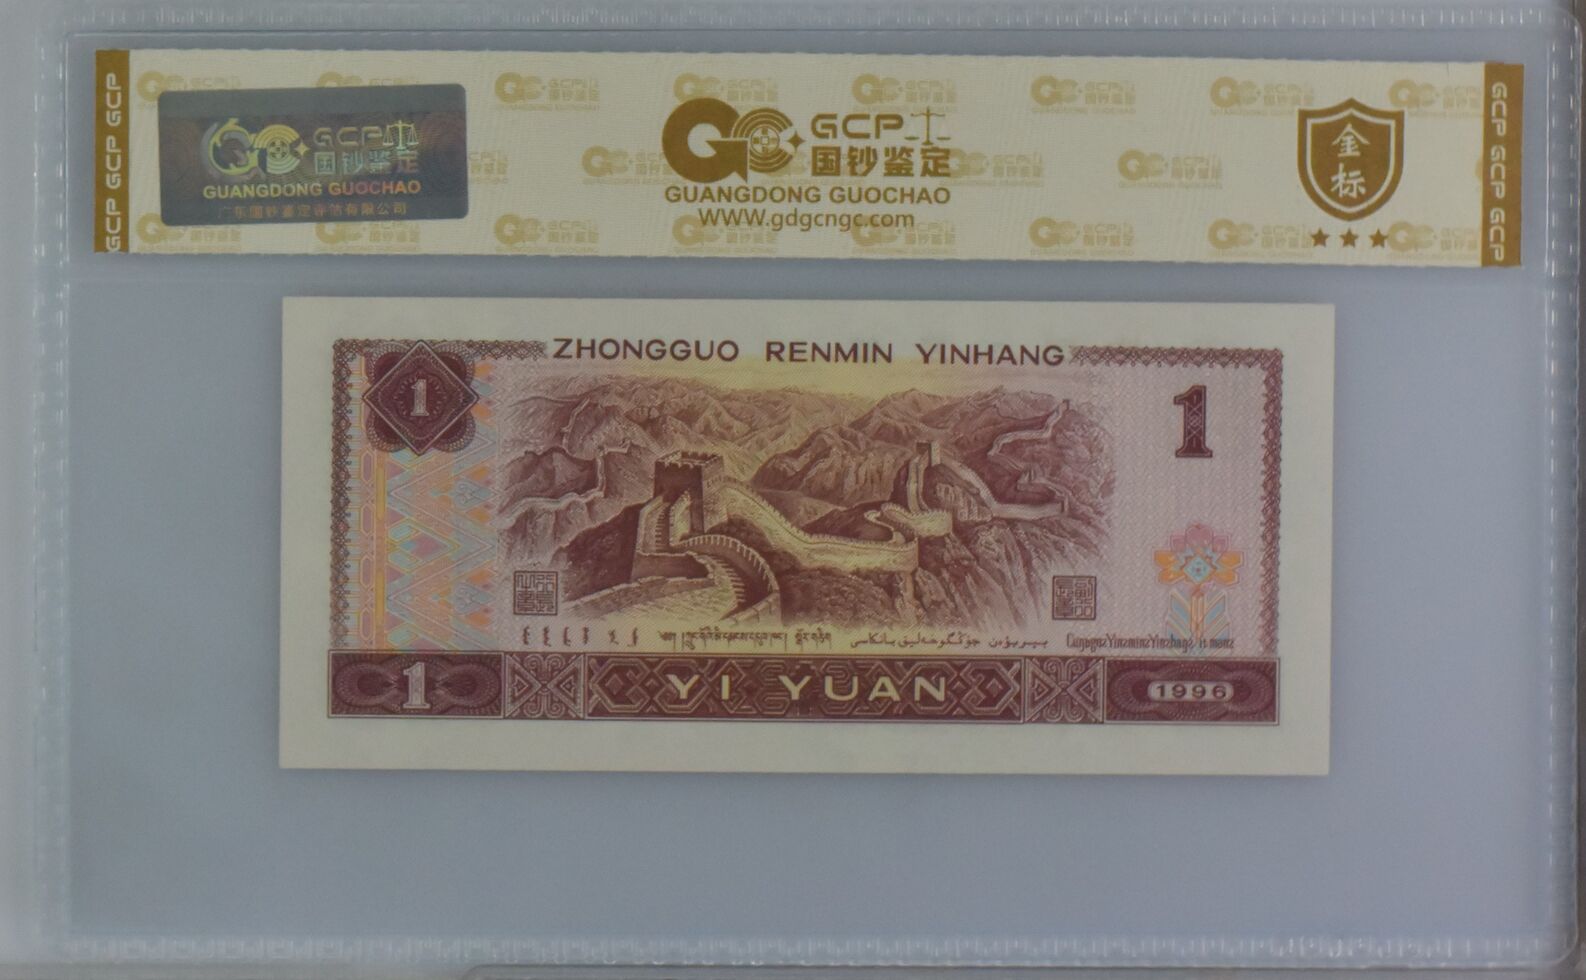 GCP GCP GCP
GCP
国钞鉴定
GUANGDONG GUOCHAO
广东国钞鉴定评估有限公司
GCP
国钞鉴定
GUANGDONG GUOCHAO
WWW.gdgcngc.com
金标
GCP GCP GCP
ZHONGGUO RENMIN YINHANG
1
1
1 YI YUAN 1996